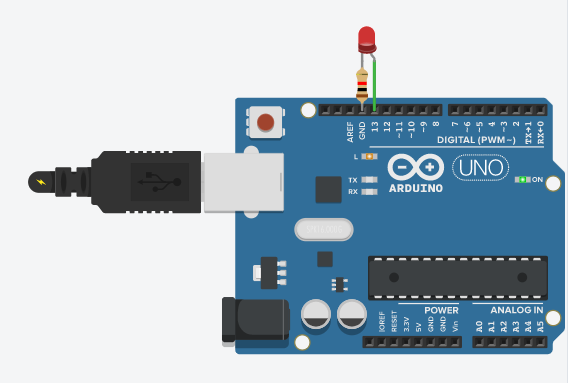 AREF
GND
13
12
~11
~10
~9
8
7
~6
~5
4
~3
2
TX→1
RX←0
DIGITAL (PWM~)
L
TX
RX
ARDUINO
UNO
ON
POWER
ANALOG IN
IOREF
RESET
3.3V
5V
GND
GND
Vin
A0
A1
A2
A3
A4
A5